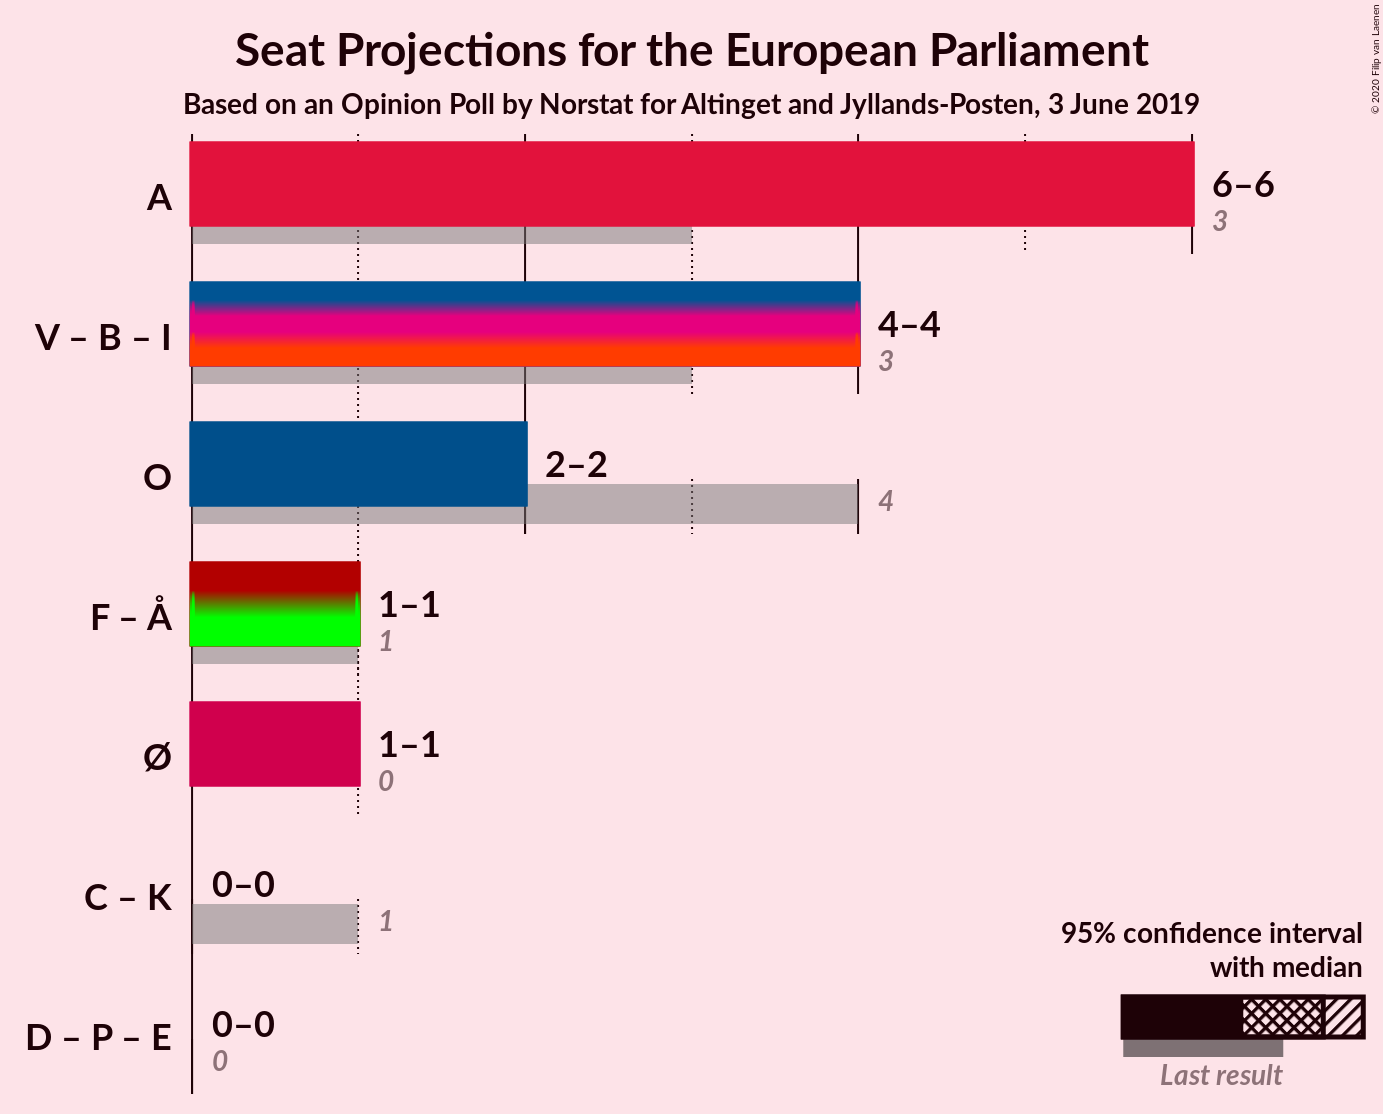 Seat Projections for the European Parliament
Based on an Opinion Poll by Norstat for Altinget and Jyllands-Posten, 3 June 2019
© 2020 Filip van Laenen
A
6–6
3
V – B – I
4–4
3
O
2–2
4
F – Å
1–1
1
Ø
1–1
0
C – K
0–0
1
D – P – E
0–0
0
95% confidence interval
with median
Last result